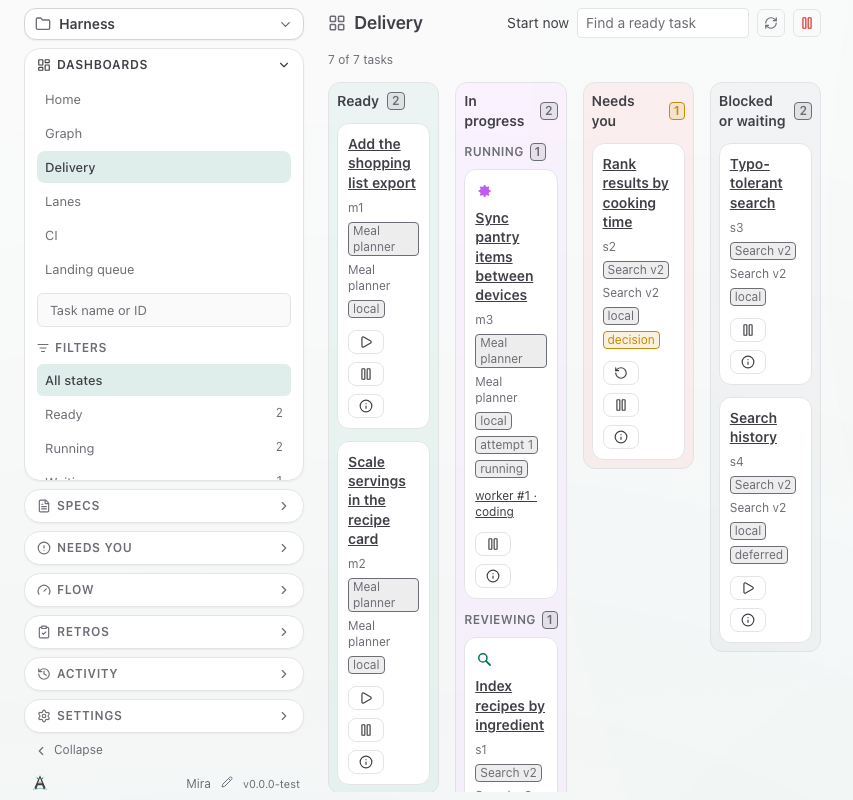 Harness
DASHBOARDS
Home
Graph
Delivery
Lanes
CI
Landing queue
Task name or ID
FILTERS
All states
Ready 2
Running 2
SPECS
NEEDS YOU
FLOW
RETROS
ACTIVITY
SETTINGS
Collapse
Mira v0.0.0-test
Delivery
Start now
Find a ready task
7 of 7 tasks
Ready 2
Add the
shopping
list export
m1
Meal
planner
Meal
planner
local
Scale
servings
in the
recipe
card
m2
Meal
planner
Meal
planner
local
In
progress 2
RUNNING 1
Sync
pantry
items
between
devices
m3
Meal
planner
Meal
planner
local
attempt 1
running
worker #1 ·
coding
REVIEWING 1
Index
recipes by
ingredient
s1
Search v2
Needs
you 1
Rank
results by
cooking
time
s2
Search v2
Search v2
local
decision
Blocked
or waiting 2
Typo-
tolerant
search
s3
Search v2
Search v2
local
Search
history
s4
Search v2
Search v2
local
deferred